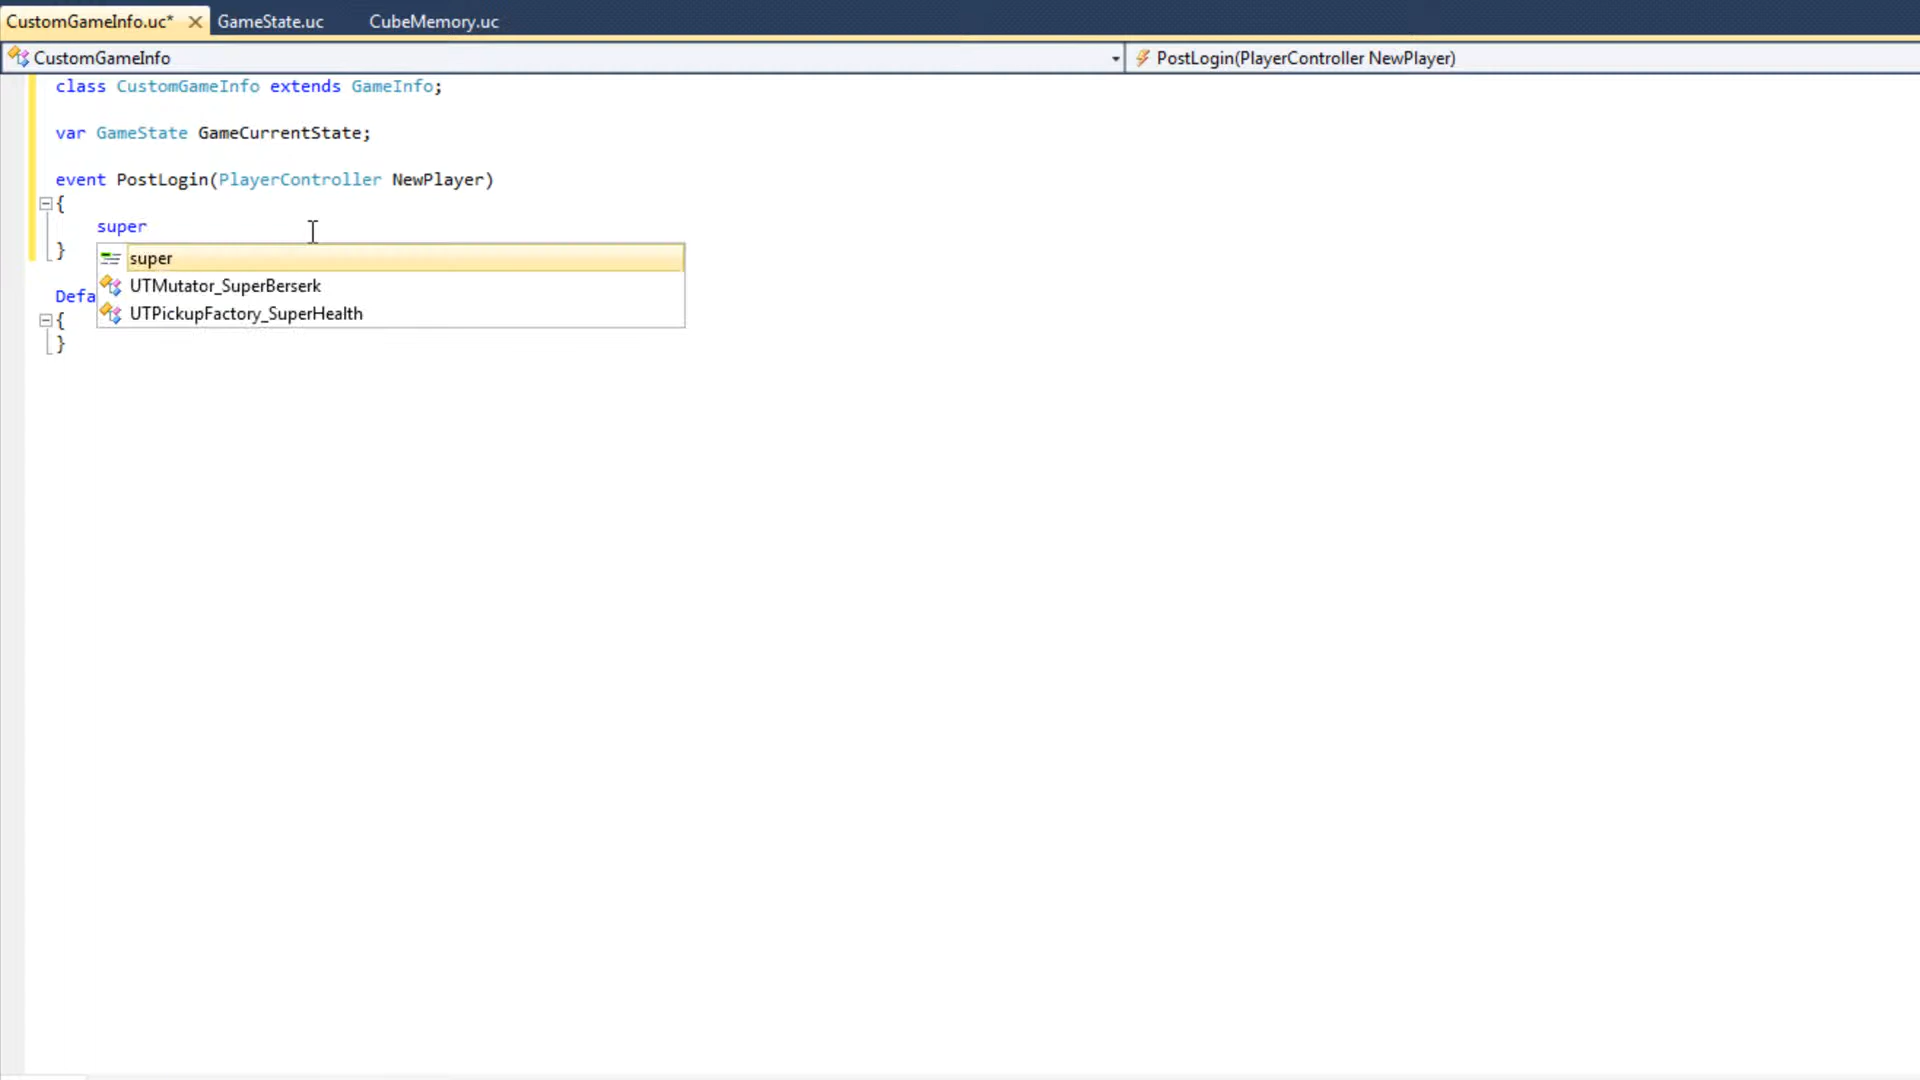 CustomGameInfo.uc* GameState.uc CubeMemory.uc
CustomGameInfo PostLogin(PlayerController NewPlayer)
class CustomGameInfo extends GameInfo;
var GameState GameCurrentState;
event PostLogin(PlayerController NewPlayer)
{
super
}
super
UTMutator_SuperBerserk
UTPickupFactory_SuperHealth
Defa
{
}